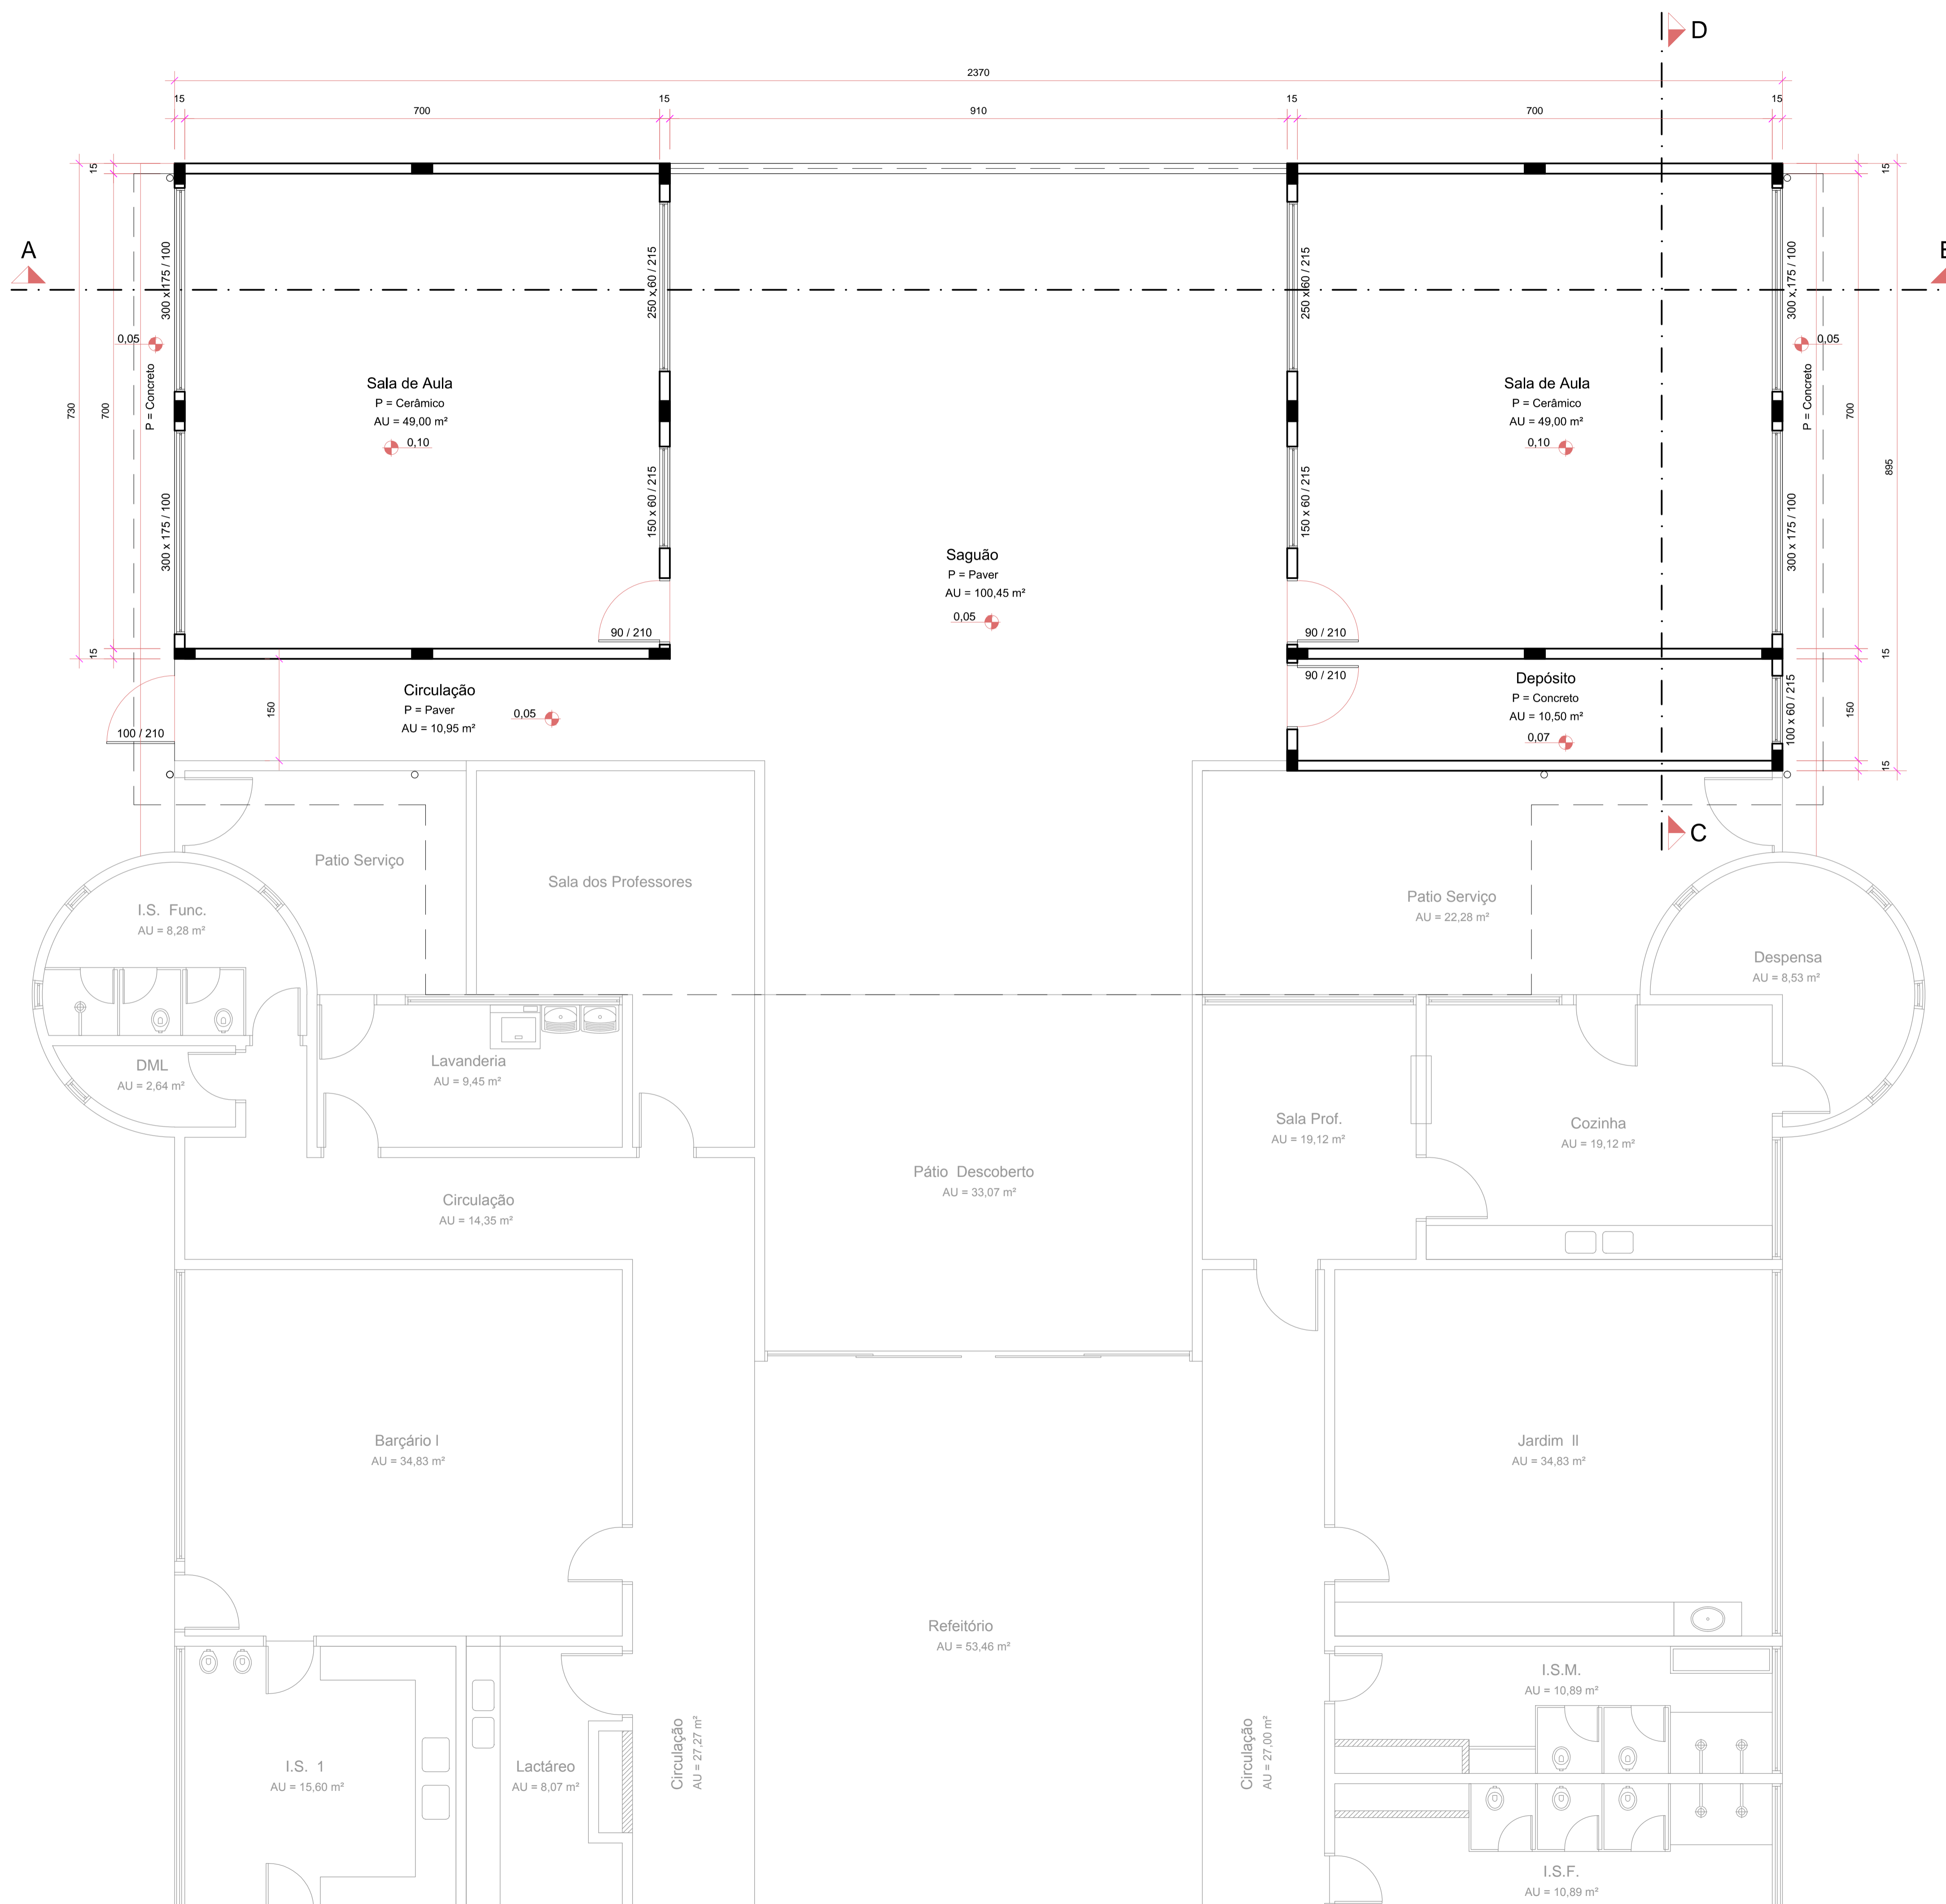 D
2370
15
700
15
910
15
700
15
15
15
A
300 x 175 / 100
250 x 60 / 215
250 x 60 / 215
300 x 175 / 100
0,05
P = Concreto
0,05
P = Concreto
730
700
Sala de Aula
P = Cerâmico
AU = 49,00 m²
0,10
Sala de Aula
P = Cerâmico
AU = 49,00 m²
0,10
700
895
300 x 175 / 100
150 x 60 / 215
150 x 60 / 215
300 x 175 / 100
Saguão
P = Paver
AU = 100,45 m²
0,05
90 / 210
90 / 210
15
15
90 / 210
Circulação
P = Paver
AU = 10,95 m²
0,05
150
100 / 210
Depósito
P = Concreto
AU = 10,50 m²
0,07
100 x 60 / 215
150
15
C
Patio Serviço
Sala dos Professores
Patio Serviço
AU = 22,28 m²
I.S. Func.
AU = 8,28 m²
Despensa
AU = 8,53 m²
DML
AU = 2,64 m²
Lavanderia
AU = 9,45 m²
Sala Prof.
AU = 19,12 m²
Cozinha
AU = 19,12 m²
Pátio Descoberto
AU = 33,07 m²
Circulação
AU = 14,35 m²
Barçário I
AU = 34,83 m²
Jardim II
AU = 34,83 m²
Refeitório
AU = 53,46 m²
I.S.M.
AU = 10,89 m²
I.S. 1
AU = 15,60 m²
Lactáreo
AU = 8,07 m²
Circulação
AU = 27,27 m²
Circulação
AU = 27,00 m²
I.S.F.
AU = 10,89 m²